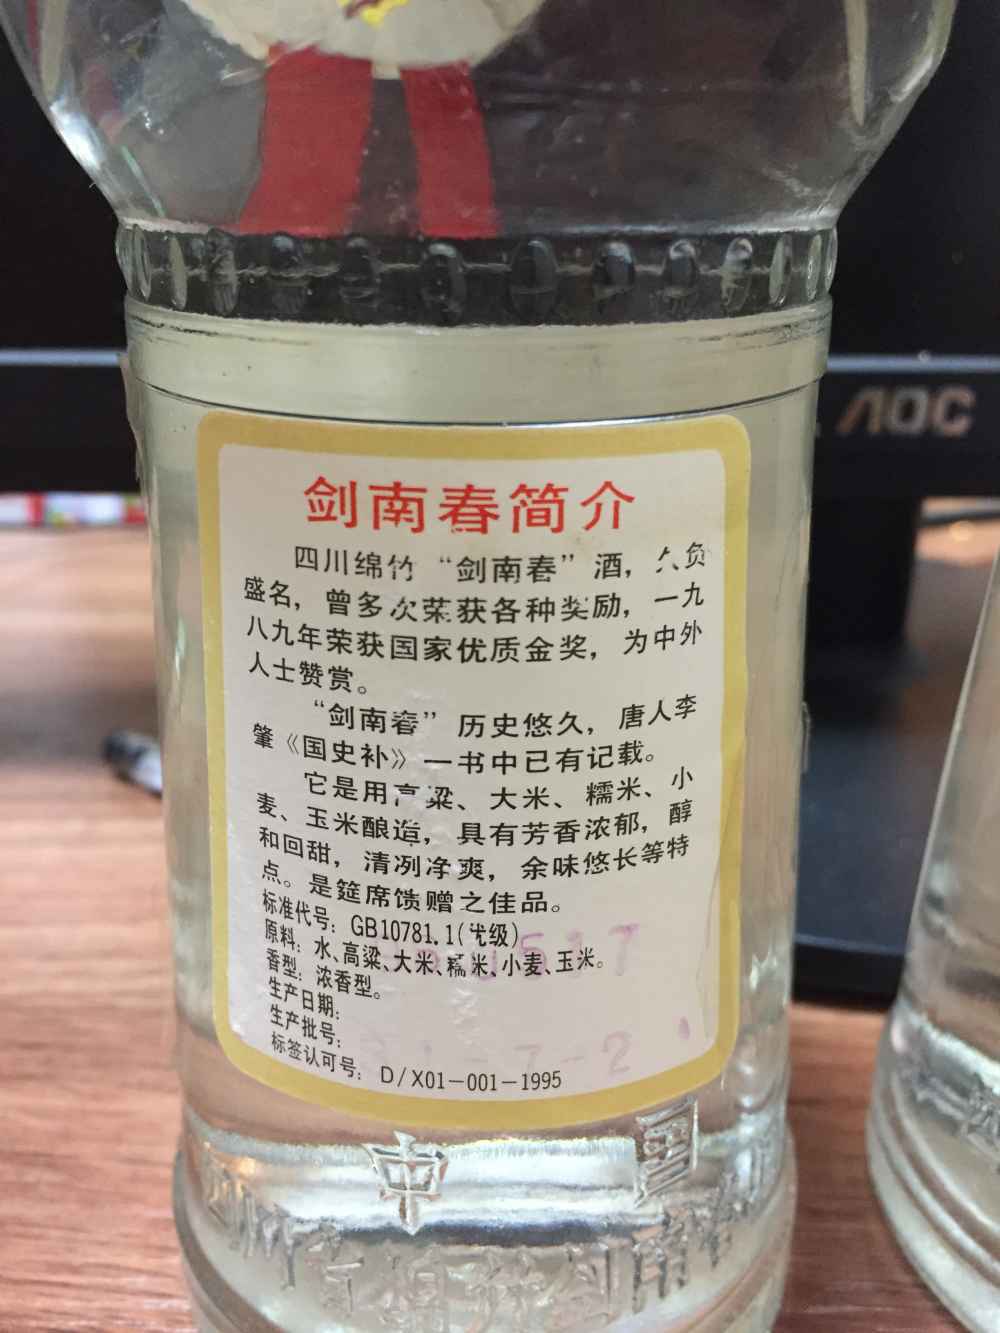 AOC
剑南春简介
四川绵竹“剑南春”酒，久负
盛名，曾多次荣获各种奖励，一九
八九年荣获国家优质金奖，为中外
人士赞赏。
“剑南春”历史悠久，唐人李
肇《国史补》一书中已有记载。
它是用高粱、大米、糯米、小
麦、玉米酿造，具有芳香浓郁，醇
和回甜，清冽净爽，余味悠长等特
点。是筵席馈赠之佳品。
标准代号：GB10781.1(优级)
原料：水、高粱、大米、糯米、小麦、玉米。
香型：浓香型。
生产日期：
生产批号：
标签认可号：D/X01-001-1995
中国